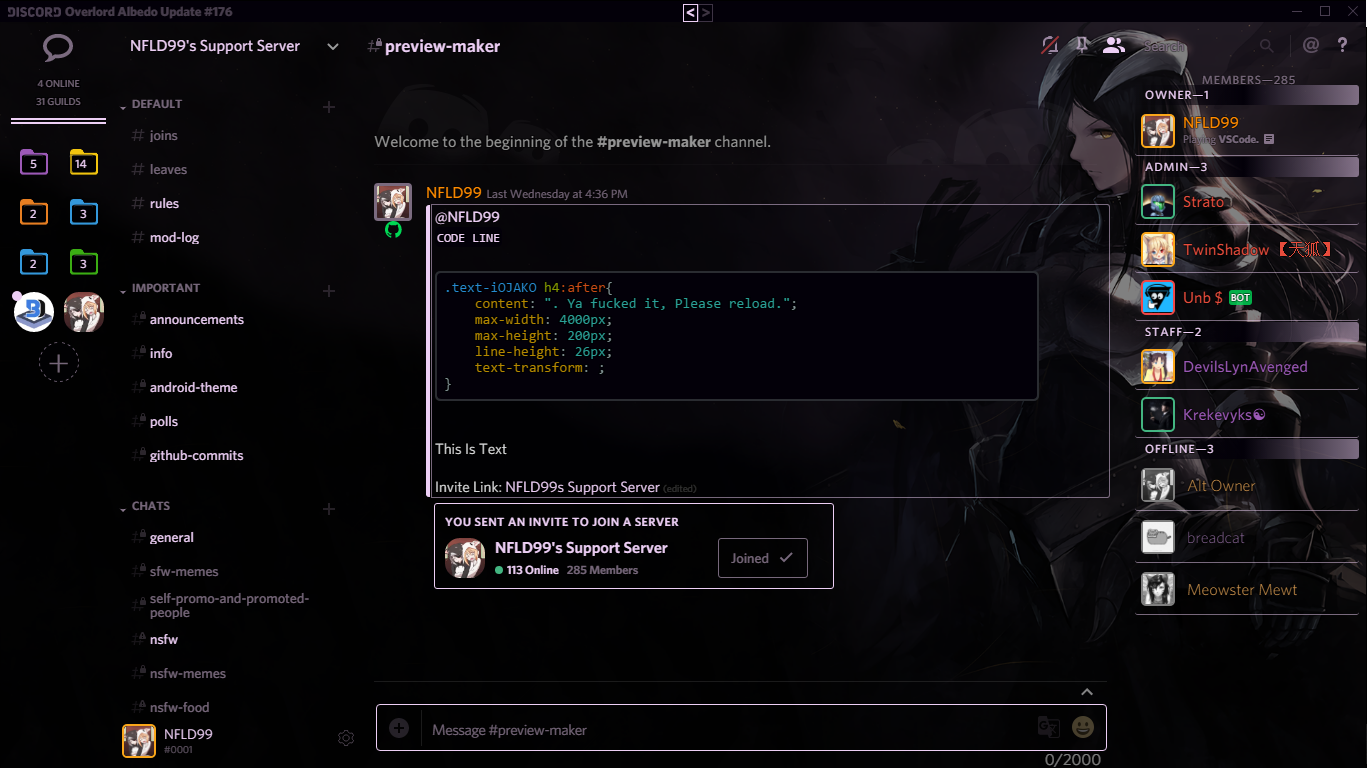 DISCORD Overlord Albedo Update #176
< >
4 ONLINE
31 GUILDS
5
14
2
3
2
3
NFLD99's Support Server
DEFAULT
joins
leaves
rules
mod-log
IMPORTANT
announcements
info
android-theme
polls
github-commits
CHATS
general
sfw-memes
self-promo-and-promoted-
people
nsfw
nsfw-memes
nsfw-food
NFLD99
#0001
preview-maker
Search
@ ?
Welcome to the beginning of the #preview-maker channel.
NFLD99 Last Wednesday at 4:36 PM
@NFLD99
CODE LINE
.text-iOJAKO h4:after{
content: ". Ya fucked it, Please reload.";
max-width: 4000px;
max-height: 200px;
line-height: 26px;
text-transform: ;
}
This Is Text
Invite Link: NFLD99s Support Server (edited)
YOU SENT AN INVITE TO JOIN A SERVER
NFLD99's Support Server
113 Online 285 Members
Joined
Message #preview-maker
0/2000
MEMBERS—285
OWNER—1
NFLD99
Playing VSCode.
ADMIN—3
Strato
TwinShadow 【天狐】
Unb $ BOT
STAFF—2
DevilsLynAvenged
Krekevyks☯
OFFLINE—3
Alt Owner
breadcat
Meowster Mewt